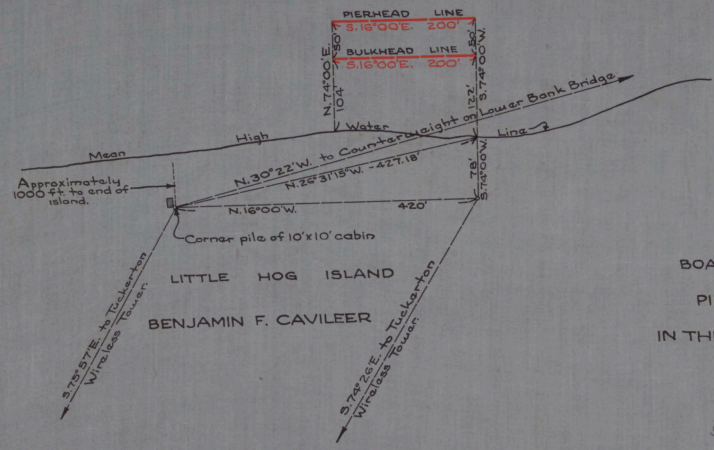 PIERHEAD LINE
S.16°00'E. 200'
BULKHEAD LINE
S.16°00'E. 200'
N.74°00'E.
50'
104'
50'
122'
S.74°00'W.
Mean High Water Line
N.30°22'W. to Counterweight on Lower Bank Bridge
N.26°31'15"W. - 427.18'
78'
S.74°00'W.
Approximately
1000 ft. to end of
island.
N.16°00'W. 420'
Corner pile of 10'x10' cabin
LITTLE HOG ISLAND
BENJAMIN F. CAVILEER
S.75°57'E. to Tuckerton
Wireless Tower
S.74°26'E. to Tuckerton
Wireless Tower
BOA
PI
IN TH